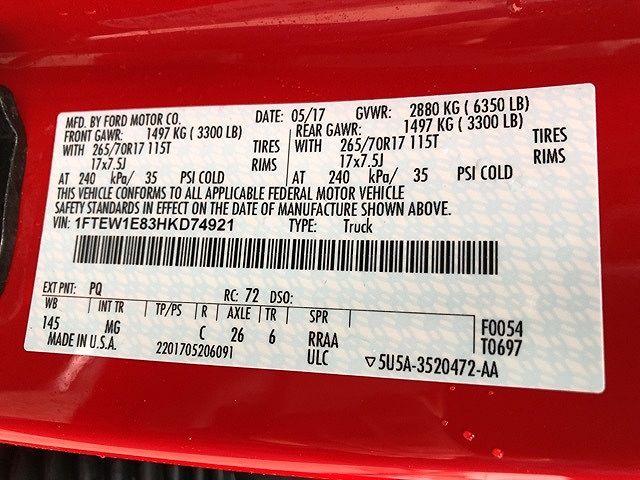 MFD. BY FORD MOTOR CO. DATE: 05/17 GVWR: 2880 KG ( 6350 LB)
FRONT GAWR: 1497 KG ( 3300 LB) REAR GAWR: 1497 KG ( 3300 LB)
WITH 265/70R17 115T TIRES WITH 265/70R17 115T TIRES
17x7.5J RIMS 17x7.5J RIMS
AT 240 kPa/ 35 PSI COLD AT 240 kPa/ 35 PSI COLD
THIS VEHICLE CONFORMS TO ALL APPLICABLE FEDERAL MOTOR VEHICLE
SAFETY STANDARDS IN EFFECT ON THE DATE OF MANUFACTURE SHOWN ABOVE.
VIN: 1FTEW1E83HKD74921 TYPE: Truck
EXT PNT: PQ RC: 72 DSO:
WB INT TR TP/PS R AXLE TR SPR
145 MG C 26 6 RRAA F0054
MADE IN U.S.A. 2201705206091 ULC ▽5U5A-3520472-AA T0697